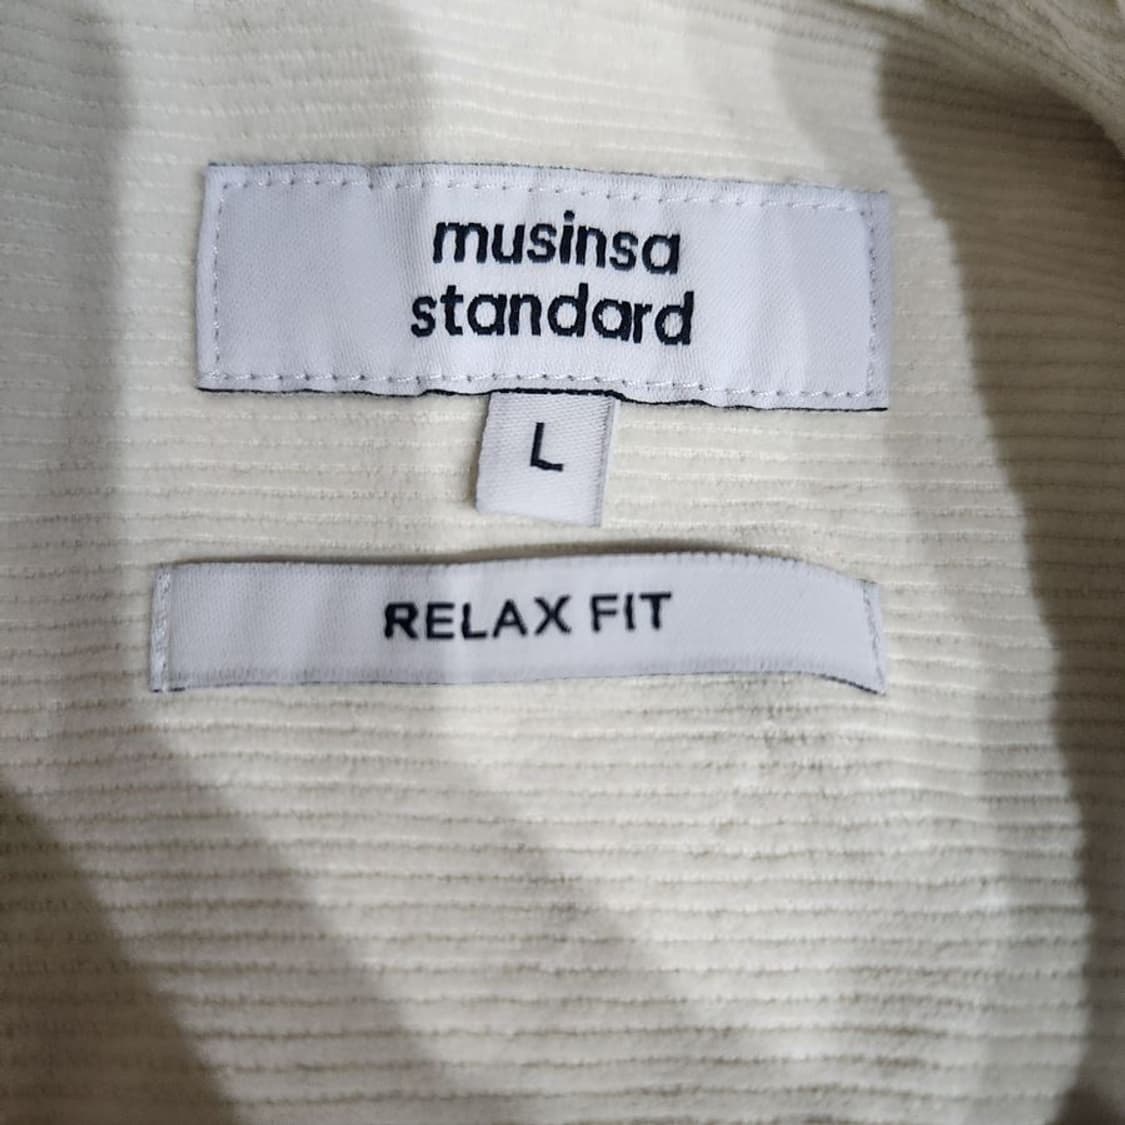 musinsa
standard
L
RELAX FIT